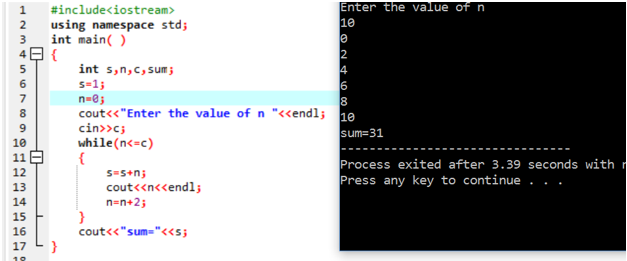 1 #include<iostream>
2 using namespace std;
3 int main( )
4 {
5 int s,n,c,sum;
6 s=1;
7 n=0;
8 cout<<"Enter the value of n "<<endl;
9 cin>>c;
10 while(n<=c)
11 {
12 s=s+n;
13 cout<<n<<endl;
14 n=n+2;
15 }
16 cout<<"sum="<<s;
17 }
18
Enter the value of n
10
0
2
4
6
8
10
sum=31
--------------------------------
Process exited after 3.39 seconds with r
Press any key to continue . . .